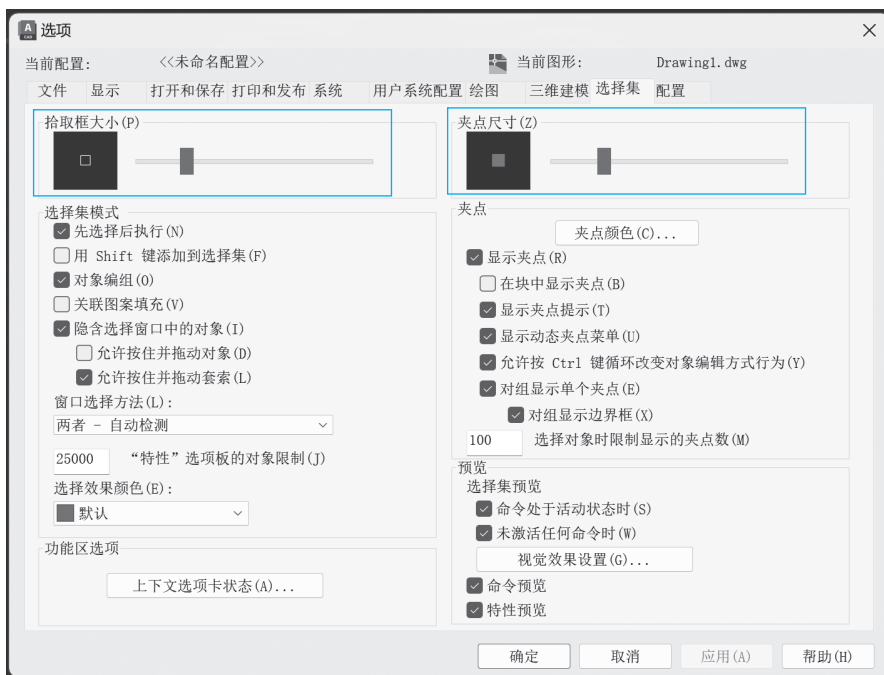 A
CAD
选项
当前配置:
<<未命名配置>>
当前图形:
Drawing1.dwg
文件 显示 打开和保存 打印和发布 系统 用户系统配置 绘图 三维建模 选择集 配置
拾取框大小(P)
选择集模式
先选择后执行(N)
用 Shift 键添加到选择集(F)
对象编组(O)
关联图案填充(V)
隐含选择窗口中的对象(I)
允许按住并拖动对象(D)
允许按住并拖动套索(L)
窗口选择方法(L):
两者 - 自动检测
25000 “特性”选项板的对象限制(J)
选择效果颜色(E):
默认
功能区选项
上下文选项卡状态(A)...
夹点尺寸(Z)
夹点
夹点颜色(C)...
显示夹点(R)
在块中显示夹点(B)
显示夹点提示(T)
显示动态夹点菜单(U)
允许按 Ctrl 键循环改变对象编辑方式行为(Y)
对组显示单个夹点(E)
对组显示边界框(X)
100 选择对象时限制显示的夹点数(M)
预览
选择集预览
命令处于活动状态时(S)
未激活任何命令时(W)
视觉效果设置(G)...
命令预览
特性预览
确定 取消 应用(A) 帮助(H)